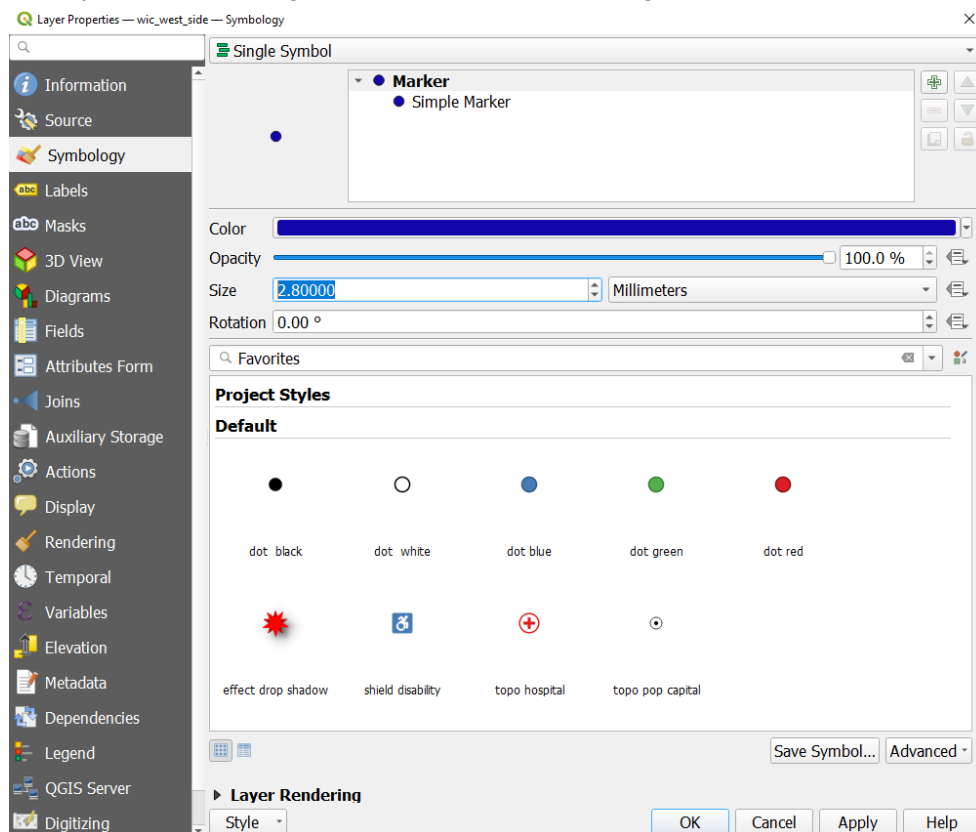 Layer Properties — wic_west_side — Symbology
Information
Source
Symbology
abc Labels
abc Masks
3D View
Diagrams
Fields
Attributes Form
Joins
Auxiliary Storage
Actions
Display
Rendering
Temporal
Variables
Elevation
Metadata
Dependencies
Legend
QGIS Server
Digitizing
Single Symbol
Marker
Simple Marker
Color
Opacity 100.0 %
Size 2.80000 Millimeters
Rotation 0.00 °
Favorites
Project Styles
Default
dot black dot white dot blue dot green dot red
effect drop shadow shield disability topo hospital topo pop capital
Save Symbol... Advanced
Layer Rendering
Style OK Cancel Apply Help